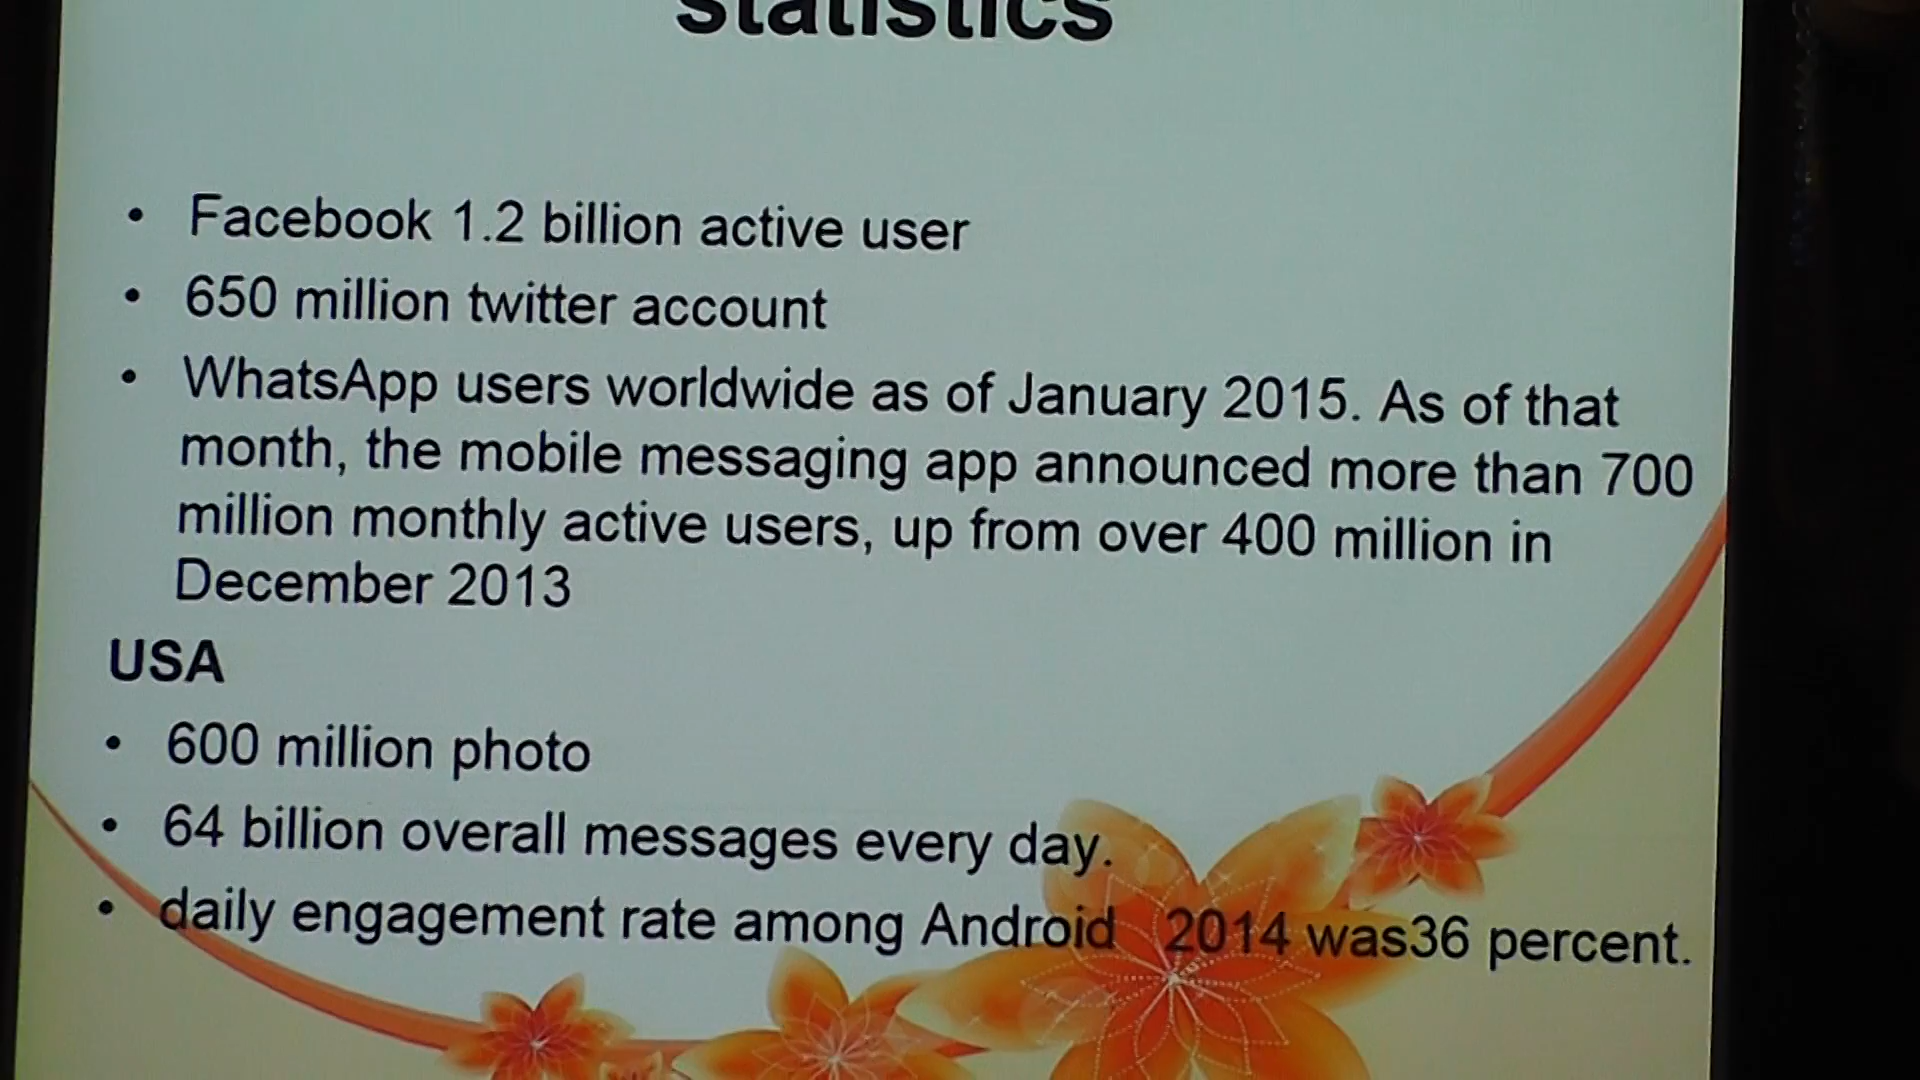 statistics
• Facebook 1.2 billion active user
• 650 million twitter account
• WhatsApp users worldwide as of January 2015. As of that
month, the mobile messaging app announced more than 700
million monthly active users, up from over 400 million in
December 2013
USA
• 600 million photo
• 64 billion overall messages every day.
• daily engagement rate among Android 2014 was36 percent.